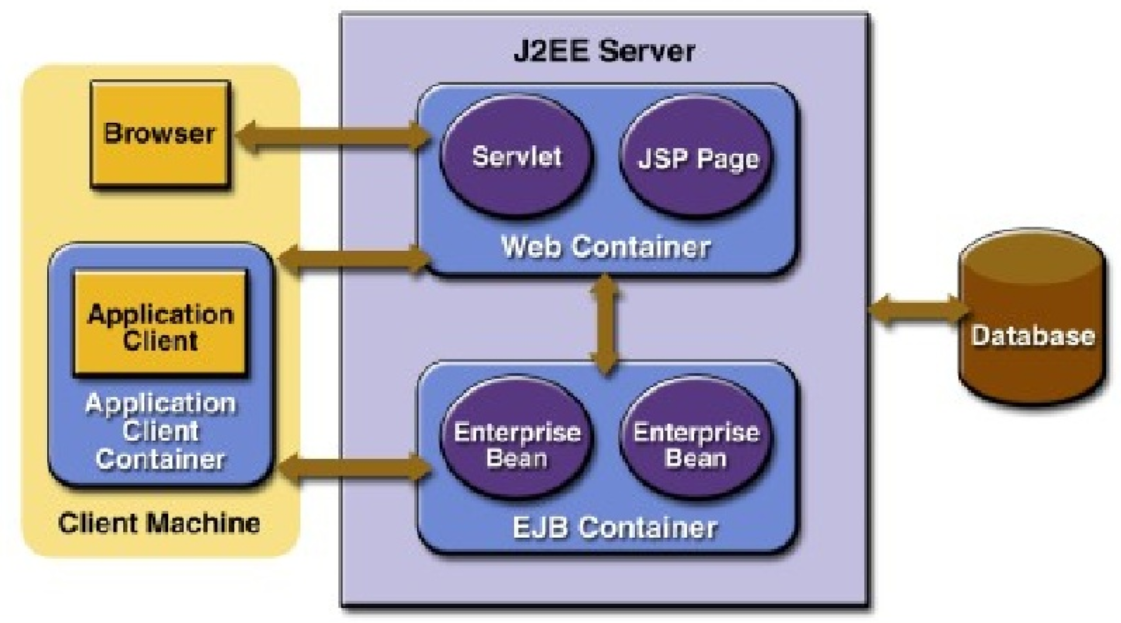 J2EE Server
Browser
Servlet
JSP Page
Web Container
Application
Client
Application
Client
Container
Client Machine
Enterprise
Bean
Enterprise
Bean
EJB Container
Database